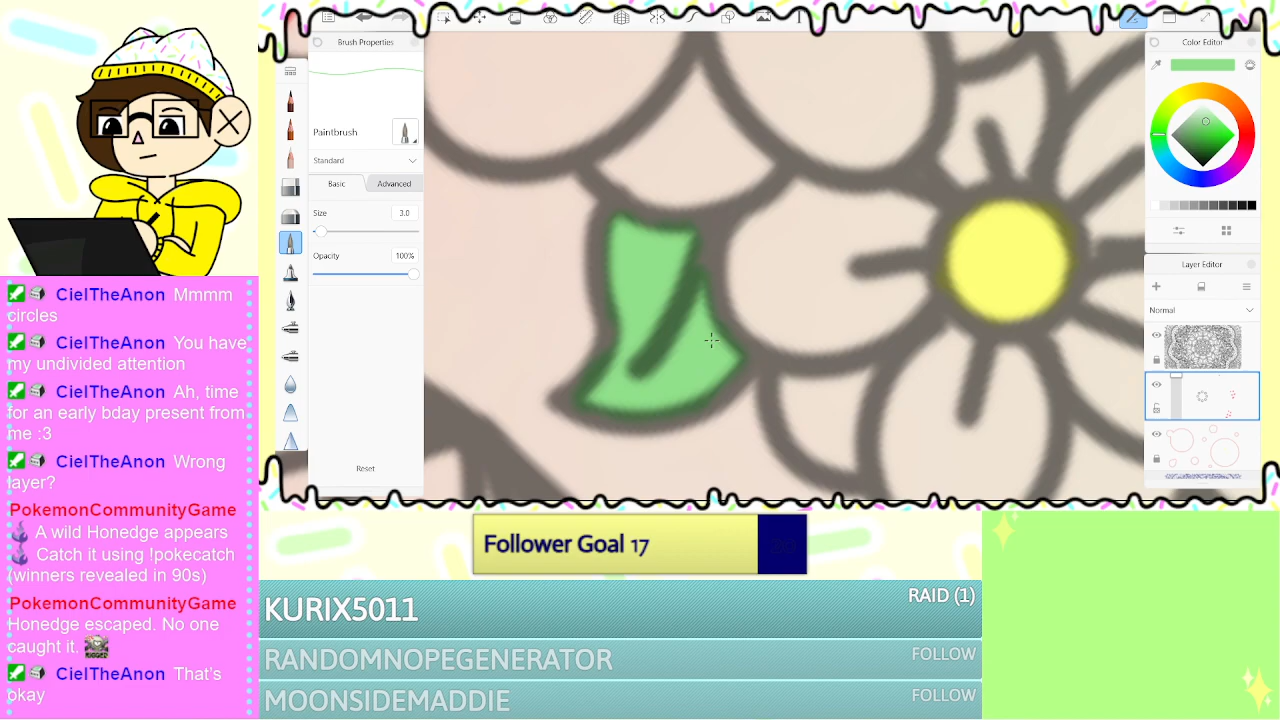 Brush Properties
Paintbrush
Standard
Basic
Advanced
Size
3.0
Opacity
100%
Reset
Color Editor
Layer Editor
Normal
CielTheAnon Mmmm
circles
CielTheAnon You have
my undivided attention
CielTheAnon Ah, time
for an early bday present from
me :3
CielTheAnon Wrong
layer?
PokemonCommunityGame
A wild Honedge appears
Catch it using !pokecatch
(winners revealed in 90s)
PokemonCommunityGame
Honedge escaped. No one
caught it.
CielTheAnon That's
okay
Follower Goal 17
KURIX5011
RAID (1)
RANDOMNOPEGENERATOR
FOLLOW
MOONSIDEMADDIE
FOLLOW